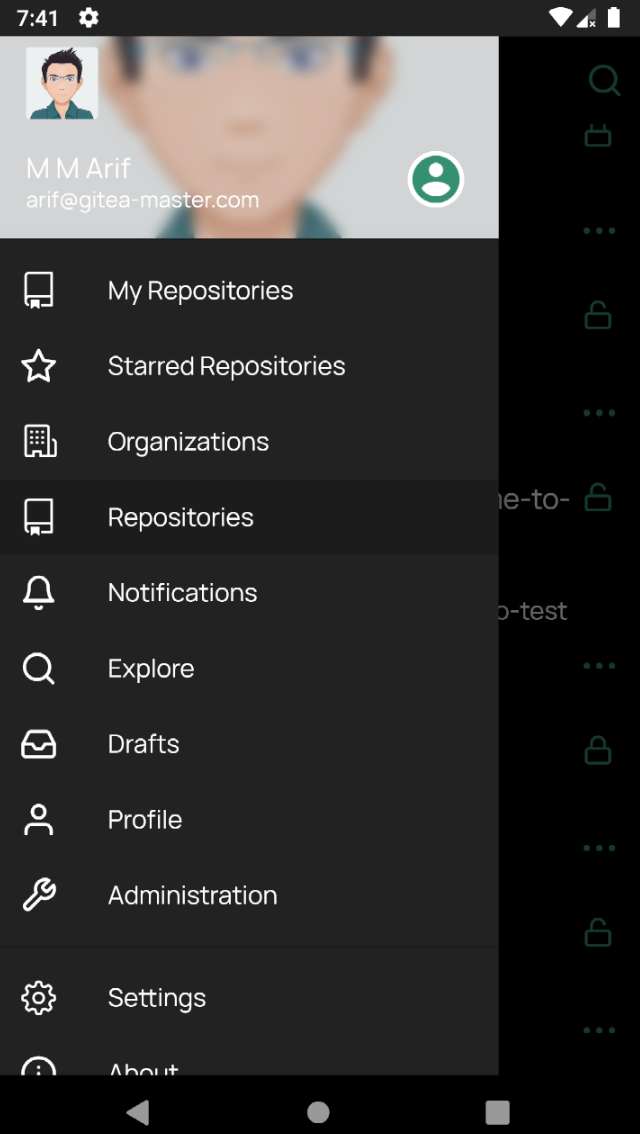 7:41
M M Arif
arif@gitea-master.com
My Repositories
Starred Repositories
Organizations
Repositories
ne-to-
Notifications
o-test
Explore
Drafts
Profile
Administration
Settings
About